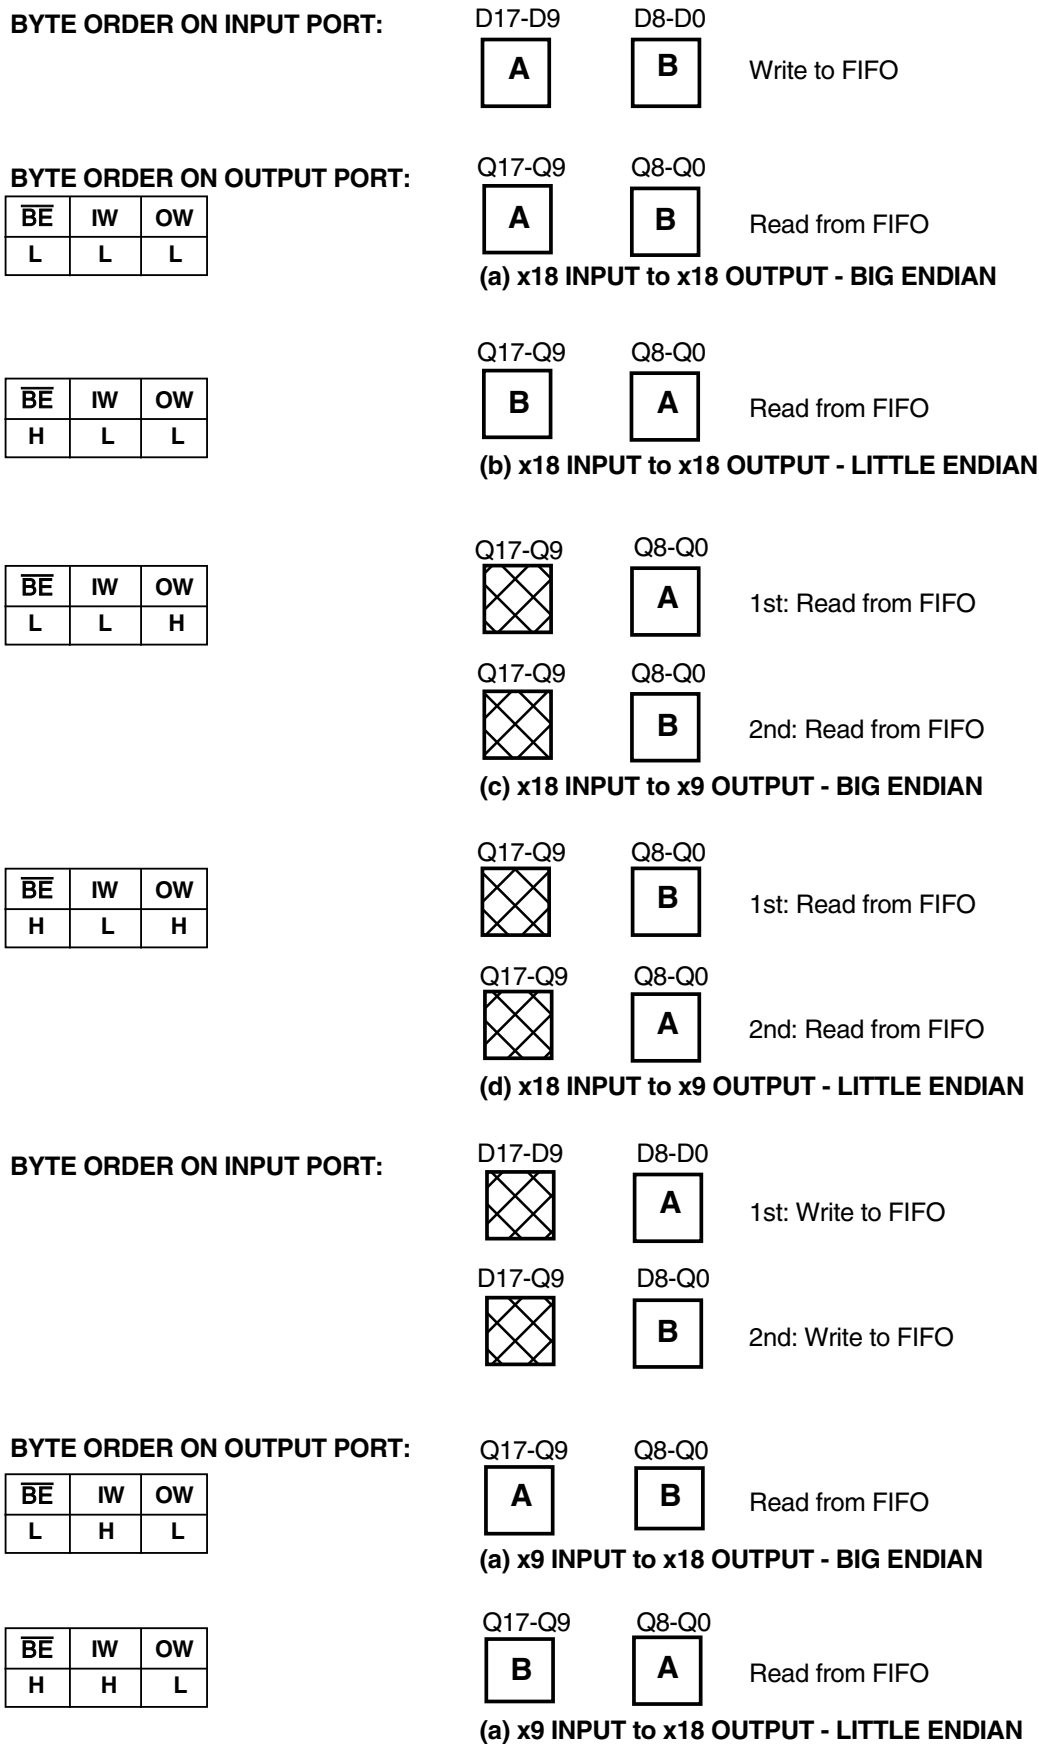 BYTE ORDER ON INPUT PORT:
D17-D9 D8-D0
A B Write to FIFO
BYTE ORDER ON OUTPUT PORT:
Q17-Q9 Q8-Q0
B̅E̅ IW OW
L L L
A B Read from FIFO
(a) x18 INPUT to x18 OUTPUT - BIG ENDIAN
Q17-Q9 Q8-Q0
B̅E̅ IW OW
H L L
B A Read from FIFO
(b) x18 INPUT to x18 OUTPUT - LITTLE ENDIAN
Q17-Q9 Q8-Q0
B̅E̅ IW OW
L L H
A 1st: Read from FIFO
Q17-Q9 Q8-Q0
B 2nd: Read from FIFO
(c) x18 INPUT to x9 OUTPUT - BIG ENDIAN
Q17-Q9 Q8-Q0
B̅E̅ IW OW
H L H
B 1st: Read from FIFO
Q17-Q9 Q8-Q0
A 2nd: Read from FIFO
(d) x18 INPUT to x9 OUTPUT - LITTLE ENDIAN
BYTE ORDER ON INPUT PORT:
D17-D9 D8-D0
A 1st: Write to FIFO
D17-Q9 D8-Q0
B 2nd: Write to FIFO
BYTE ORDER ON OUTPUT PORT:
Q17-Q9 Q8-Q0
B̅E̅ IW OW
L H L
A B Read from FIFO
(a) x9 INPUT to x18 OUTPUT - BIG ENDIAN
Q17-Q9 Q8-Q0
B̅E̅ IW OW
H H L
B A Read from FIFO
(a) x9 INPUT to x18 OUTPUT - LITTLE ENDIAN